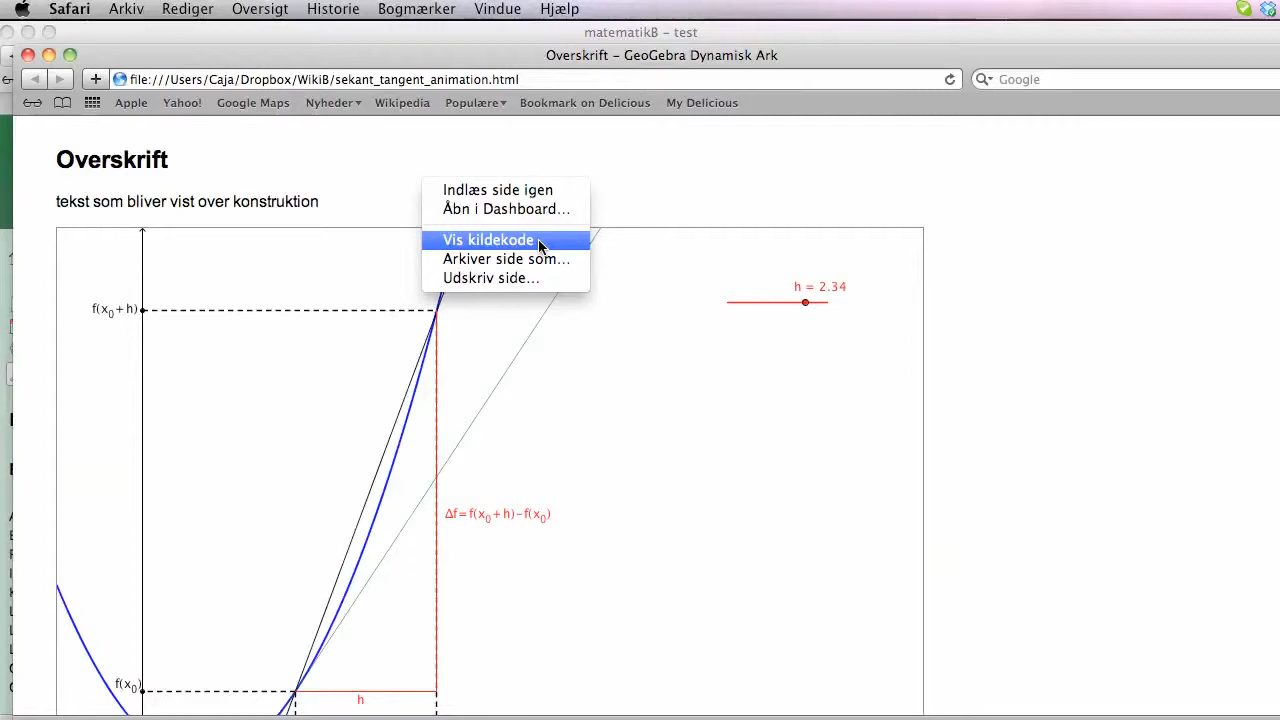 Safari Arkiv Rediger Oversigt Historie Bogmærker Vindue Hjælp
matematikB – test
Overskrift – GeoGebra Dynamisk Ark
file:///Users/Caja/Dropbox/WikiB/sekant_tangent_animation.html
Google
Apple Yahoo! Google Maps Nyheder Wikipedia Populære Bookmark on Delicious My Delicious
Overskrift
tekst som bliver vist over konstruktion
Indlæs side igen
Åbn i Dashboard...
Vis kildekode
Arkiver side som...
Udskriv side...
h = 2.34
f(x0+h)
Δf=f(x0+h)–f(x0)
f(x0)
h